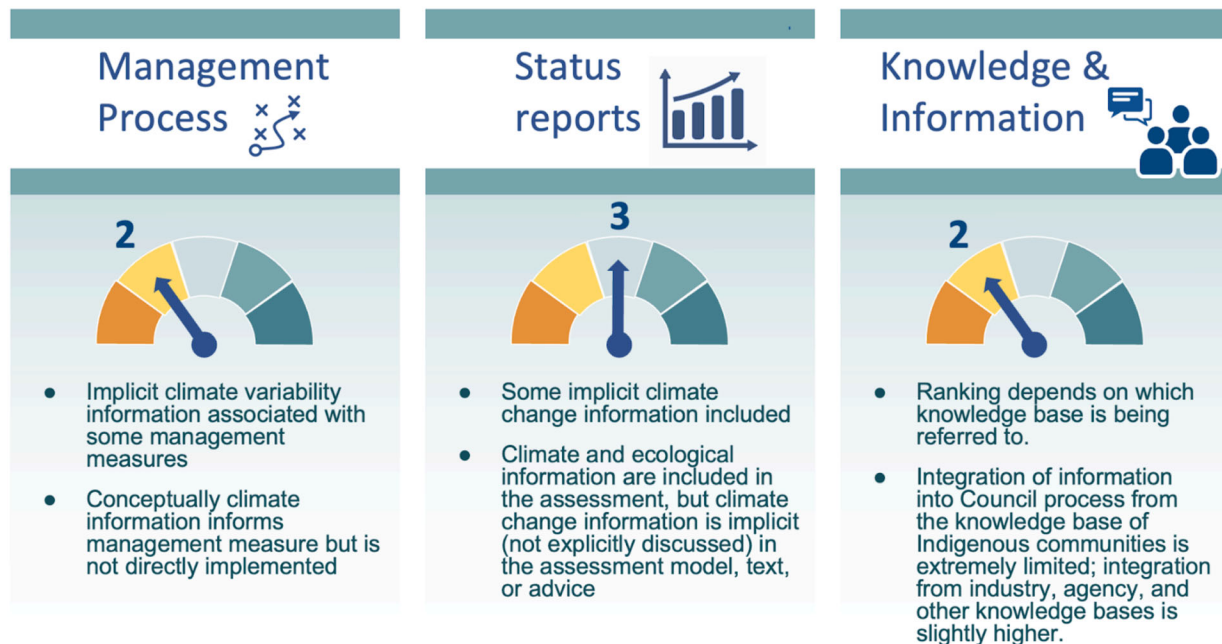 Management
Process
2
● Implicit climate variability
information associated with
some management
measures
● Conceptually climate
information informs
management measure but is
not directly implemented
Status
reports
3
● Some implicit climate
change information included
● Climate and ecological
information are included in
the assessment, but climate
change information is implicit
(not explicitly discussed) in
the assessment model, text,
or advice
Knowledge &
Information
2
● Ranking depends on which
knowledge base is being
referred to.
● Integration of information
into Council process from
the knowledge base of
Indigenous communities is
extremely limited; integration
from industry, agency, and
other knowledge bases is
slightly higher.